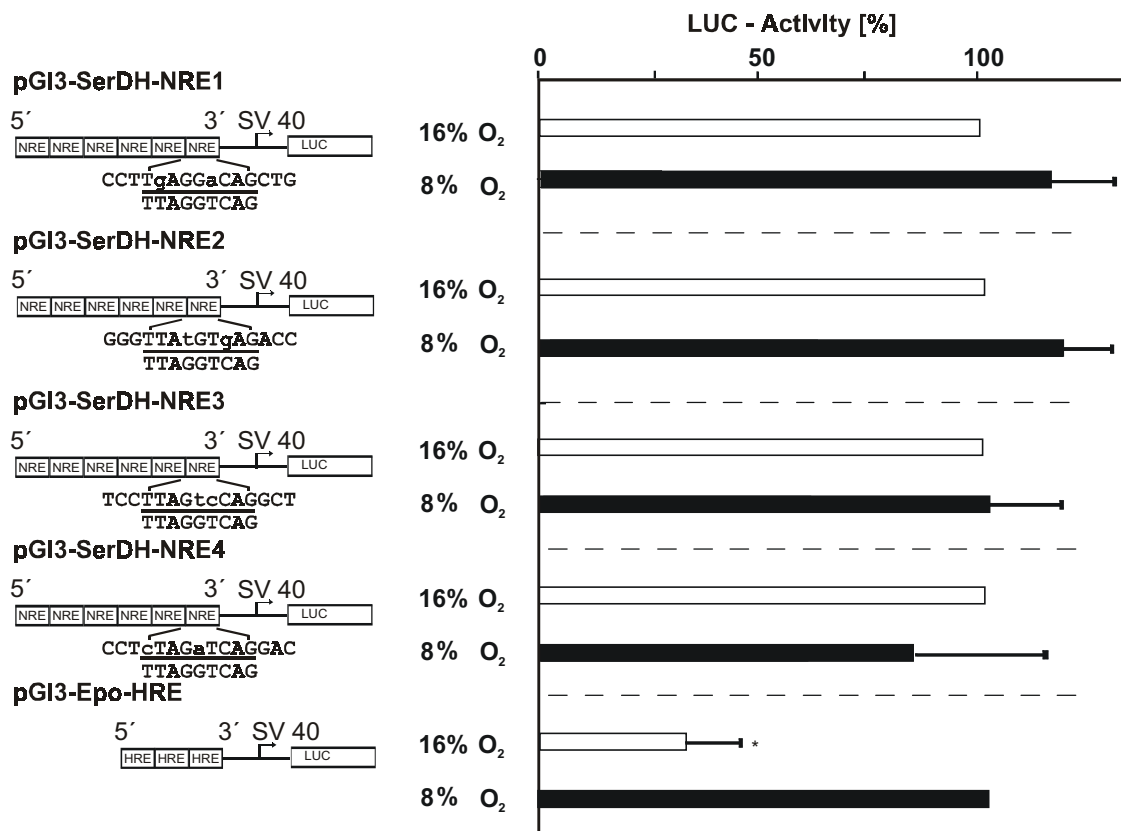 LUC - Activity [%]
0 50 100
pGl3-SerDH-NRE1
5´ 3´ SV 40
NRE NRE NRE NRE NRE NRE LUC
16% O2
CCTTgAGGaCAGCTG
TTAGGTCAG
8% O2
pGl3-SerDH-NRE2
5´ 3´ SV 40
NRE NRE NRE NRE NRE NRE LUC
16% O2
GGGTTAtGTgAGACC
TTAGGTCAG
8% O2
pGl3-SerDH-NRE3
5´ 3´ SV 40
NRE NRE NRE NRE NRE NRE LUC
16% O2
TCCTTAGtcCAGGCT
TTAGGTCAG
8% O2
pGl3-SerDH-NRE4
5´ 3´ SV 40
NRE NRE NRE NRE NRE NRE LUC
16% O2
CCTcTAGaTCAGGAC
TTAGGTCAG
8% O2
pGl3-Epo-HRE
5´ 3´ SV 40
HRE HRE HRE LUC
16% O2 *
8% O2